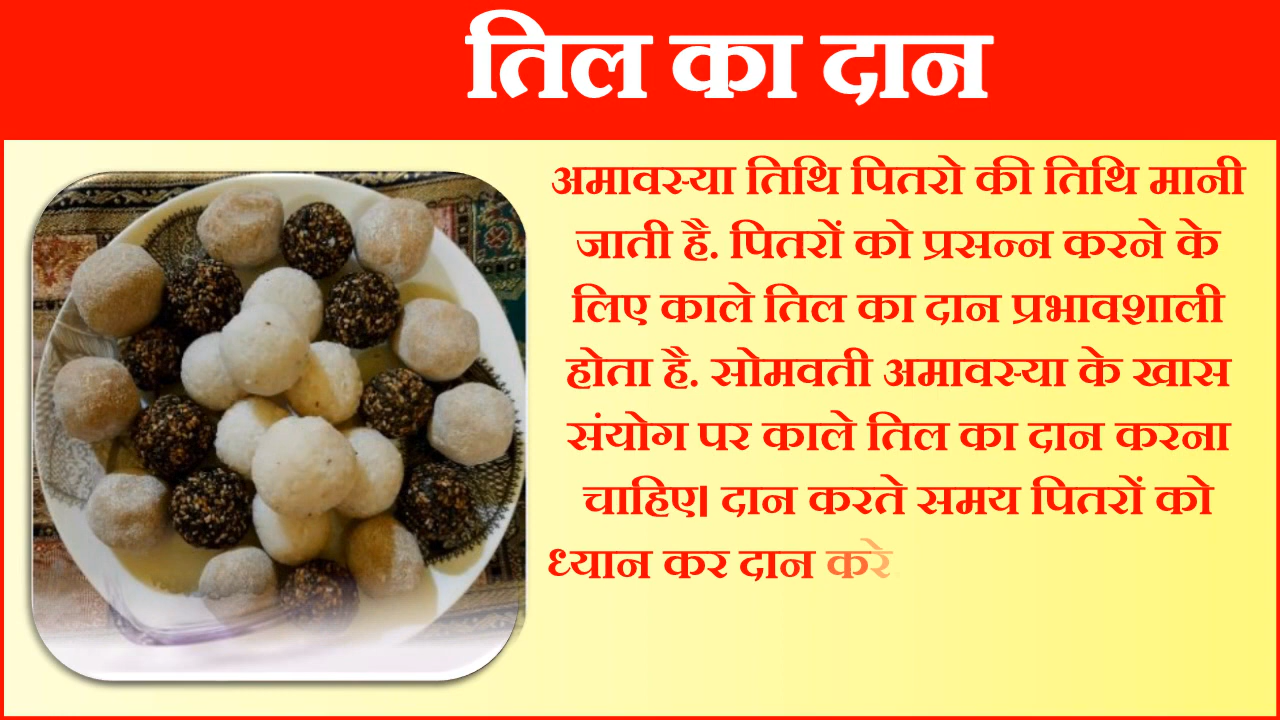 तिल का दान
अमावस्या तिथि पितरो की तिथि मानी
जाती है. पितरों को प्रसन्न करने के
लिए काले तिल का दान प्रभावशाली
होता है. सोमवती अमावस्या के खास
संयोग पर काले तिल का दान करना
चाहिए। दान करते समय पितरों को
ध्यान कर दान करे